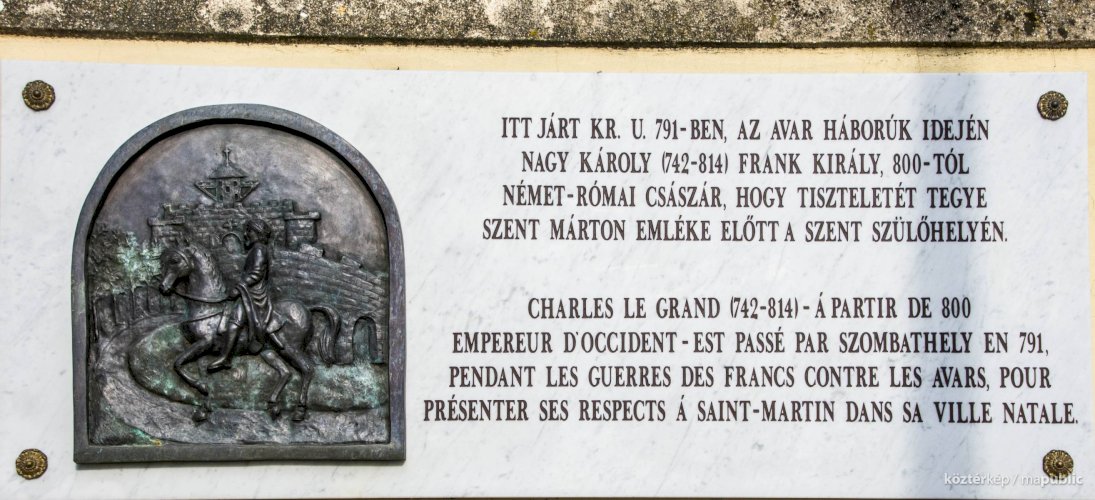 ITT JÁRT KR. U. 791-BEN, AZ AVAR HÁBORÚK IDEJÉN
NAGY KÁROLY (742-814) FRANK KIRÁLY, 800-TÓL
NÉMET-RÓMAI CSÁSZÁR, HOGY TISZTELETÉT TEGYE
SZENT MÁRTON EMLÉKE ELŐTT A SZENT SZÜLŐHELYÉN.
CHARLES LE GRAND (742-814) - Á PARTIR DE 800
EMPEREUR D'OCCIDENT - EST PASSÉ PAR SZOMBATHELY EN 791,
PENDANT LES GUERRES DES FRANCS CONTRE LES AVARS, POUR
PRÉSENTER SES RESPECTS Á SAINT-MARTIN DANS SA VILLE NATALE.
köztérkép / mapublic